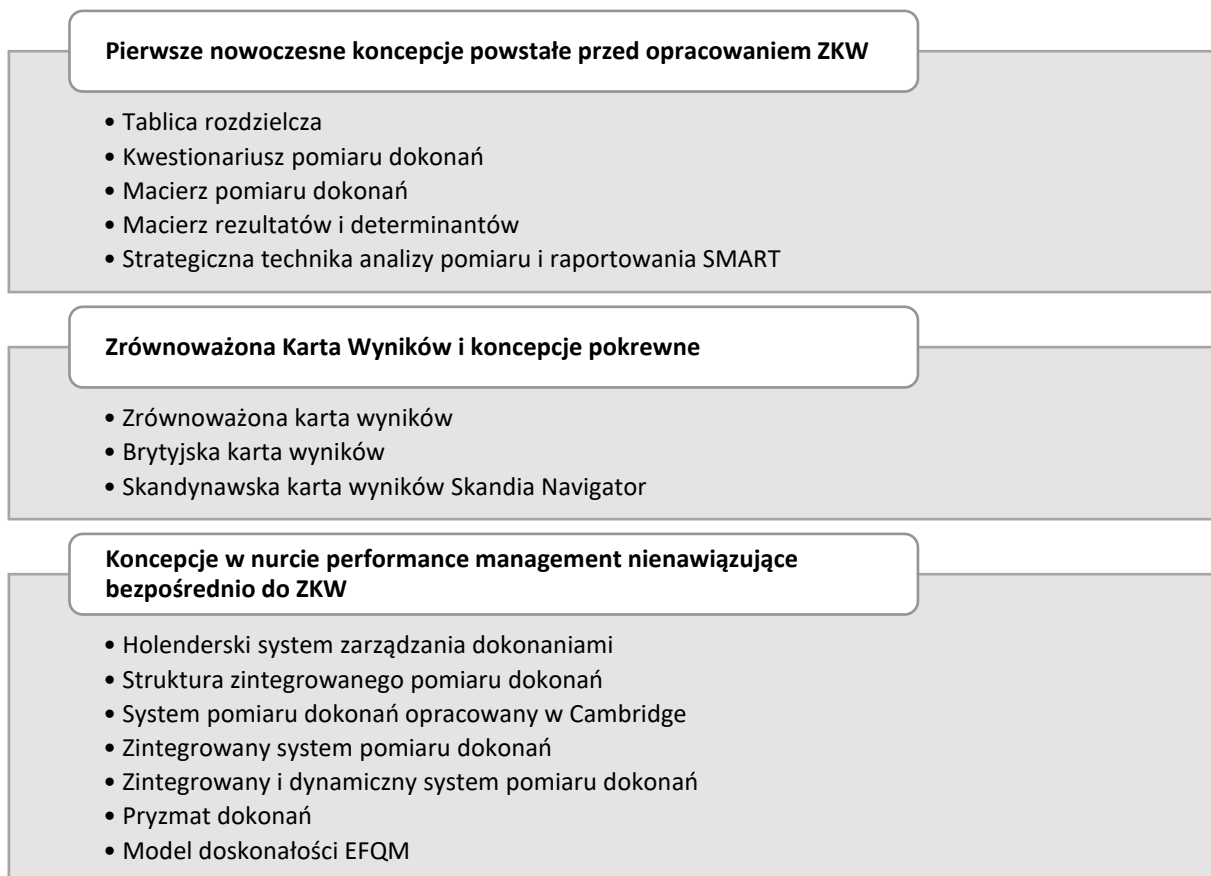 Pierwsze nowoczesne koncepcje powstałe przed opracowaniem ZKW
• Tablica rozdzielcza
• Kwestionariusz pomiaru dokonań
• Macierz pomiaru dokonań
• Macierz rezultatów i determinantów
• Strategiczna technika analizy pomiaru i raportowania SMART
Zrównoważona Karta Wyników i koncepcje pokrewne
• Zrównoważona karta wyników
• Brytyjska karta wyników
• Skandynawska karta wyników Skandia Navigator
Koncepcje w nurcie performance management nienawiązujące
bezpośrednio do ZKW
• Holenderski system zarządzania dokonaniami
• Struktura zintegrowanego pomiaru dokonań
• System pomiaru dokonań opracowany w Cambridge
• Zintegrowany system pomiaru dokonań
• Zintegrowany i dynamiczny system pomiaru dokonań
• Pryzmat dokonań
• Model doskonałości EFQM